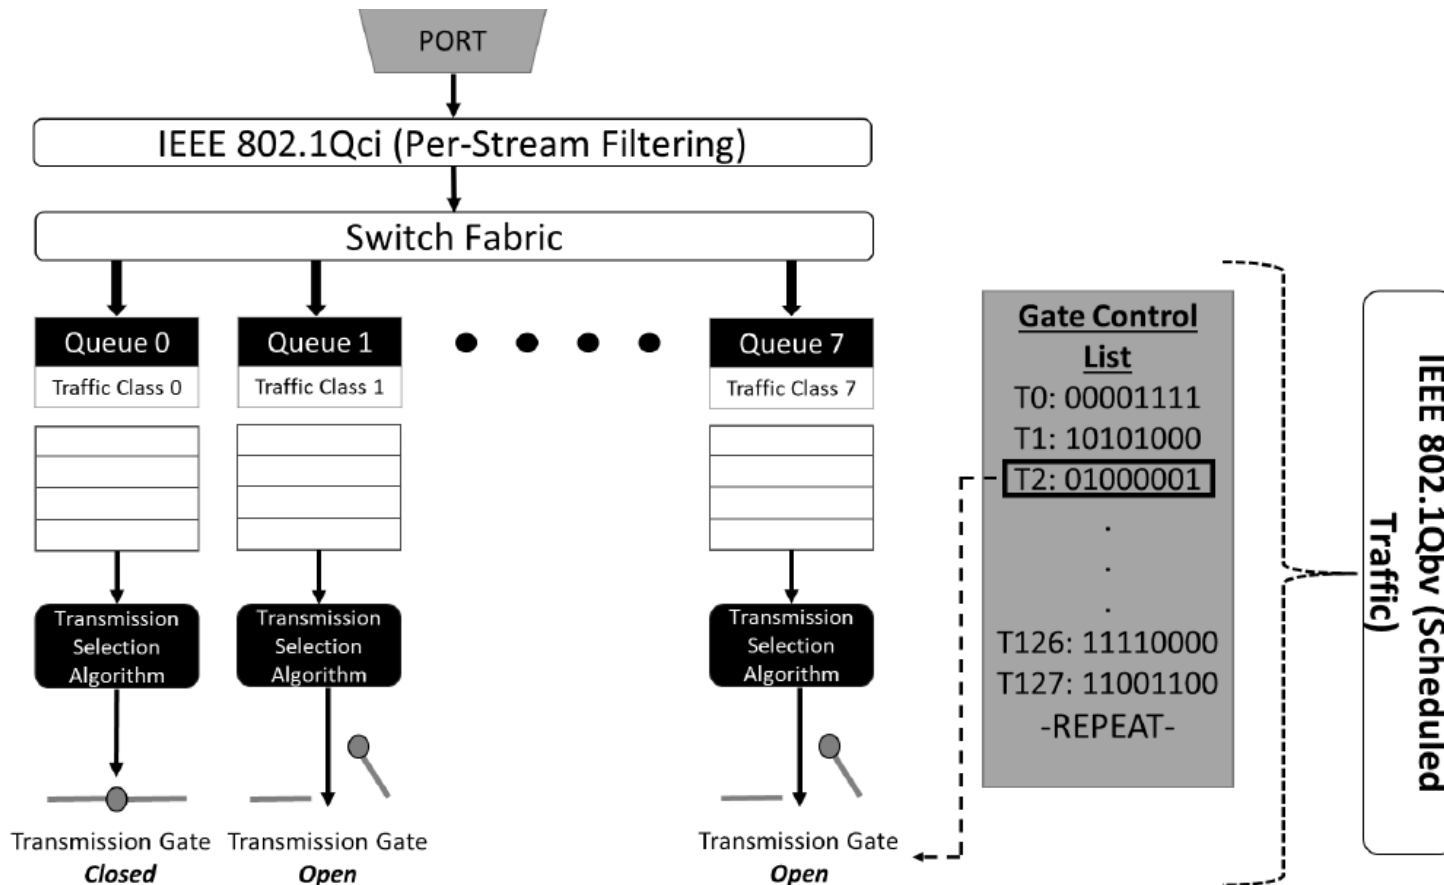 PORT
IEEE 802.1Qci (Per-Stream Filtering)
Switch Fabric
Queue 0
Traffic Class 0
Queue 1
Traffic Class 1
Queue 7
Traffic Class 7
Transmission
Selection
Algorithm
Transmission
Selection
Algorithm
Transmission
Selection
Algorithm
Transmission Gate
Closed
Transmission Gate
Open
Transmission Gate
Open
Gate Control
List
T0: 00001111
T1: 10101000
T2: 01000001
.
.
.
T126: 11110000
T127: 11001100
-REPEAT-
IEEE 802.1Qbv (Scheduled
Traffic)